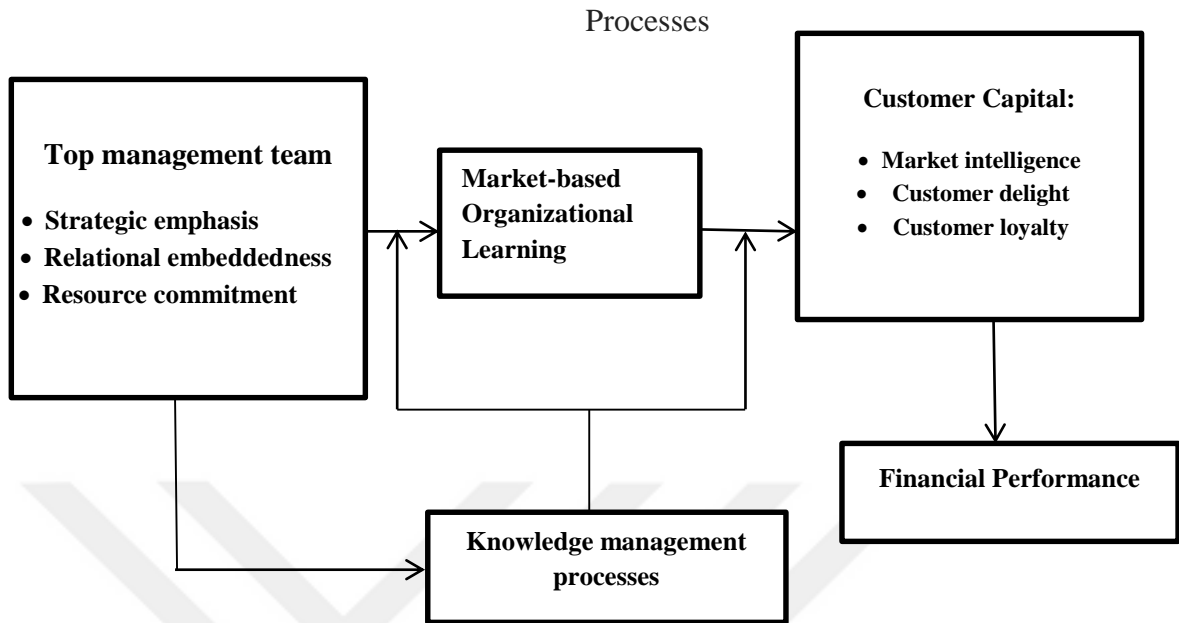 Processes
Top management team
• Strategic emphasis
• Relational embeddedness
• Resource commitment
Market-based
Organizational
Learning
Customer Capital:
• Market intelligence
• Customer delight
• Customer loyalty
Financial Performance
Knowledge management
processes